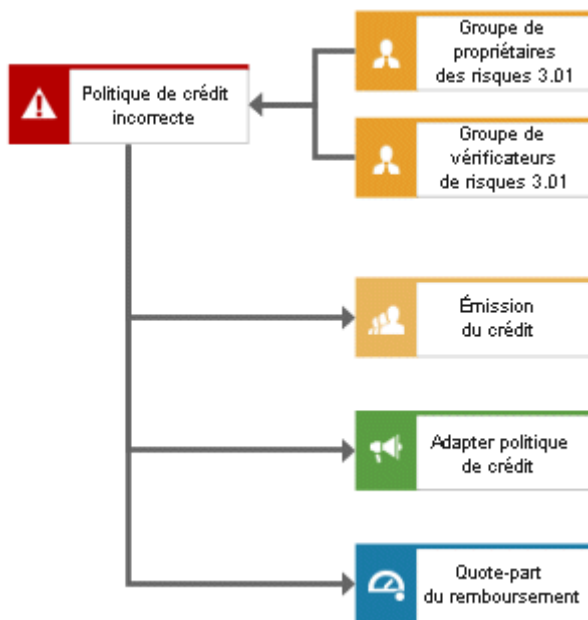 Groupe de
propriétaires
des risques 3.01
Politique de crédit
incorrecte
Groupe de
vérificateurs
de risques 3.01
Émission
du crédit
Adapter politique
de crédit
Quote-part
du remboursement